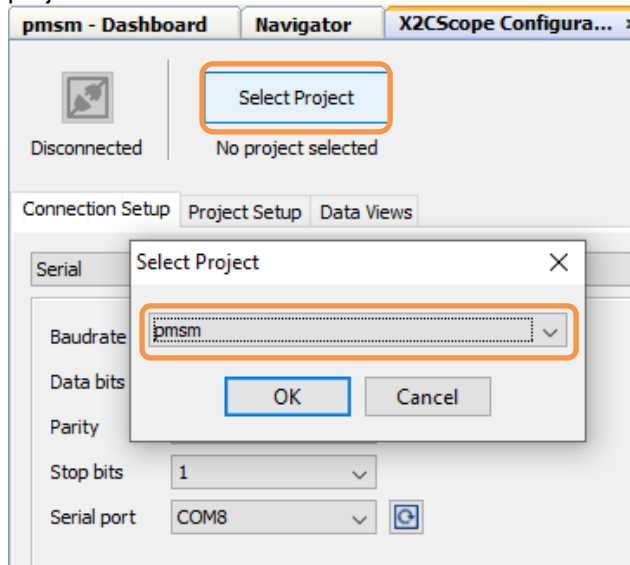 pmsm - Dashboard Navigator X2CScope Configura...
Select Project
Disconnected No project selected
Connection Setup Project Setup Data Views
Serial Select Project
Baudrate pmsm
Data bits OK Cancel
Parity
Stop bits 1
Serial port COM8